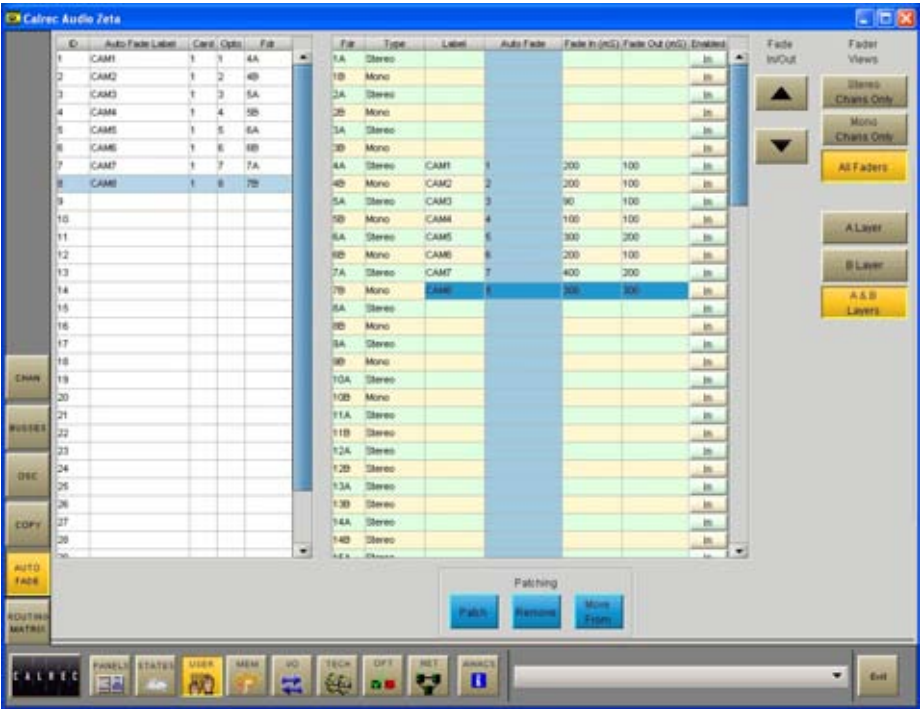 Calrec Audio Zeta
ID Auto Fade Label Card Opto Fdr
1 CAM1 1 1 4A
2 CAM2 1 2 4B
3 CAM3 1 3 5A
4 CAM4 1 4 5B
5 CAM5 1 5 6A
6 CAM6 1 6 6B
7 CAM7 1 7 7A
8 CAM8 1 8 7B
9
10
11
12
13
14
15
16
17
18
19
20
21
22
23
24
25
26
27
28
29
Fdr Type Label Auto Fade Fade In (mS) Fade Out (mS) Enabled
1A Stereo In
1B Mono In
2A Stereo In
2B Mono In
3A Stereo In
3B Mono In
4A Stereo CAM1 1 200 100 In
4B Mono CAM2 2 200 100 In
5A Stereo CAM3 3 90 100 In
5B Mono CAM4 4 100 100 In
6A Stereo CAM5 5 300 200 In
6B Mono CAM6 6 200 100 In
7A Stereo CAM7 7 400 200 In
7B Mono CAM8 8 300 300 In
8A Stereo In
8B Mono In
9A Stereo In
9B Mono In
10A Stereo In
10B Mono In
11A Stereo In
11B Stereo In
12A Stereo In
12B Stereo In
13A Stereo In
13B Stereo In
14A Stereo In
14B Stereo In
15A Stereo In
Fade
In/Out
Fader
Views
Stereo
Chans Only
Mono
Chans Only
All Faders
A Layer
B Layer
A & B
Layers
CHAN
BUSSES
OSC
COPY
AUTO
FADE
ROUTING
MATRIX
Patching
Patch
Remove
Move
From
CALREC
PANELS
STATES
USER
MEM
I/O
TECH
OPT
NET
AWACS
Exit